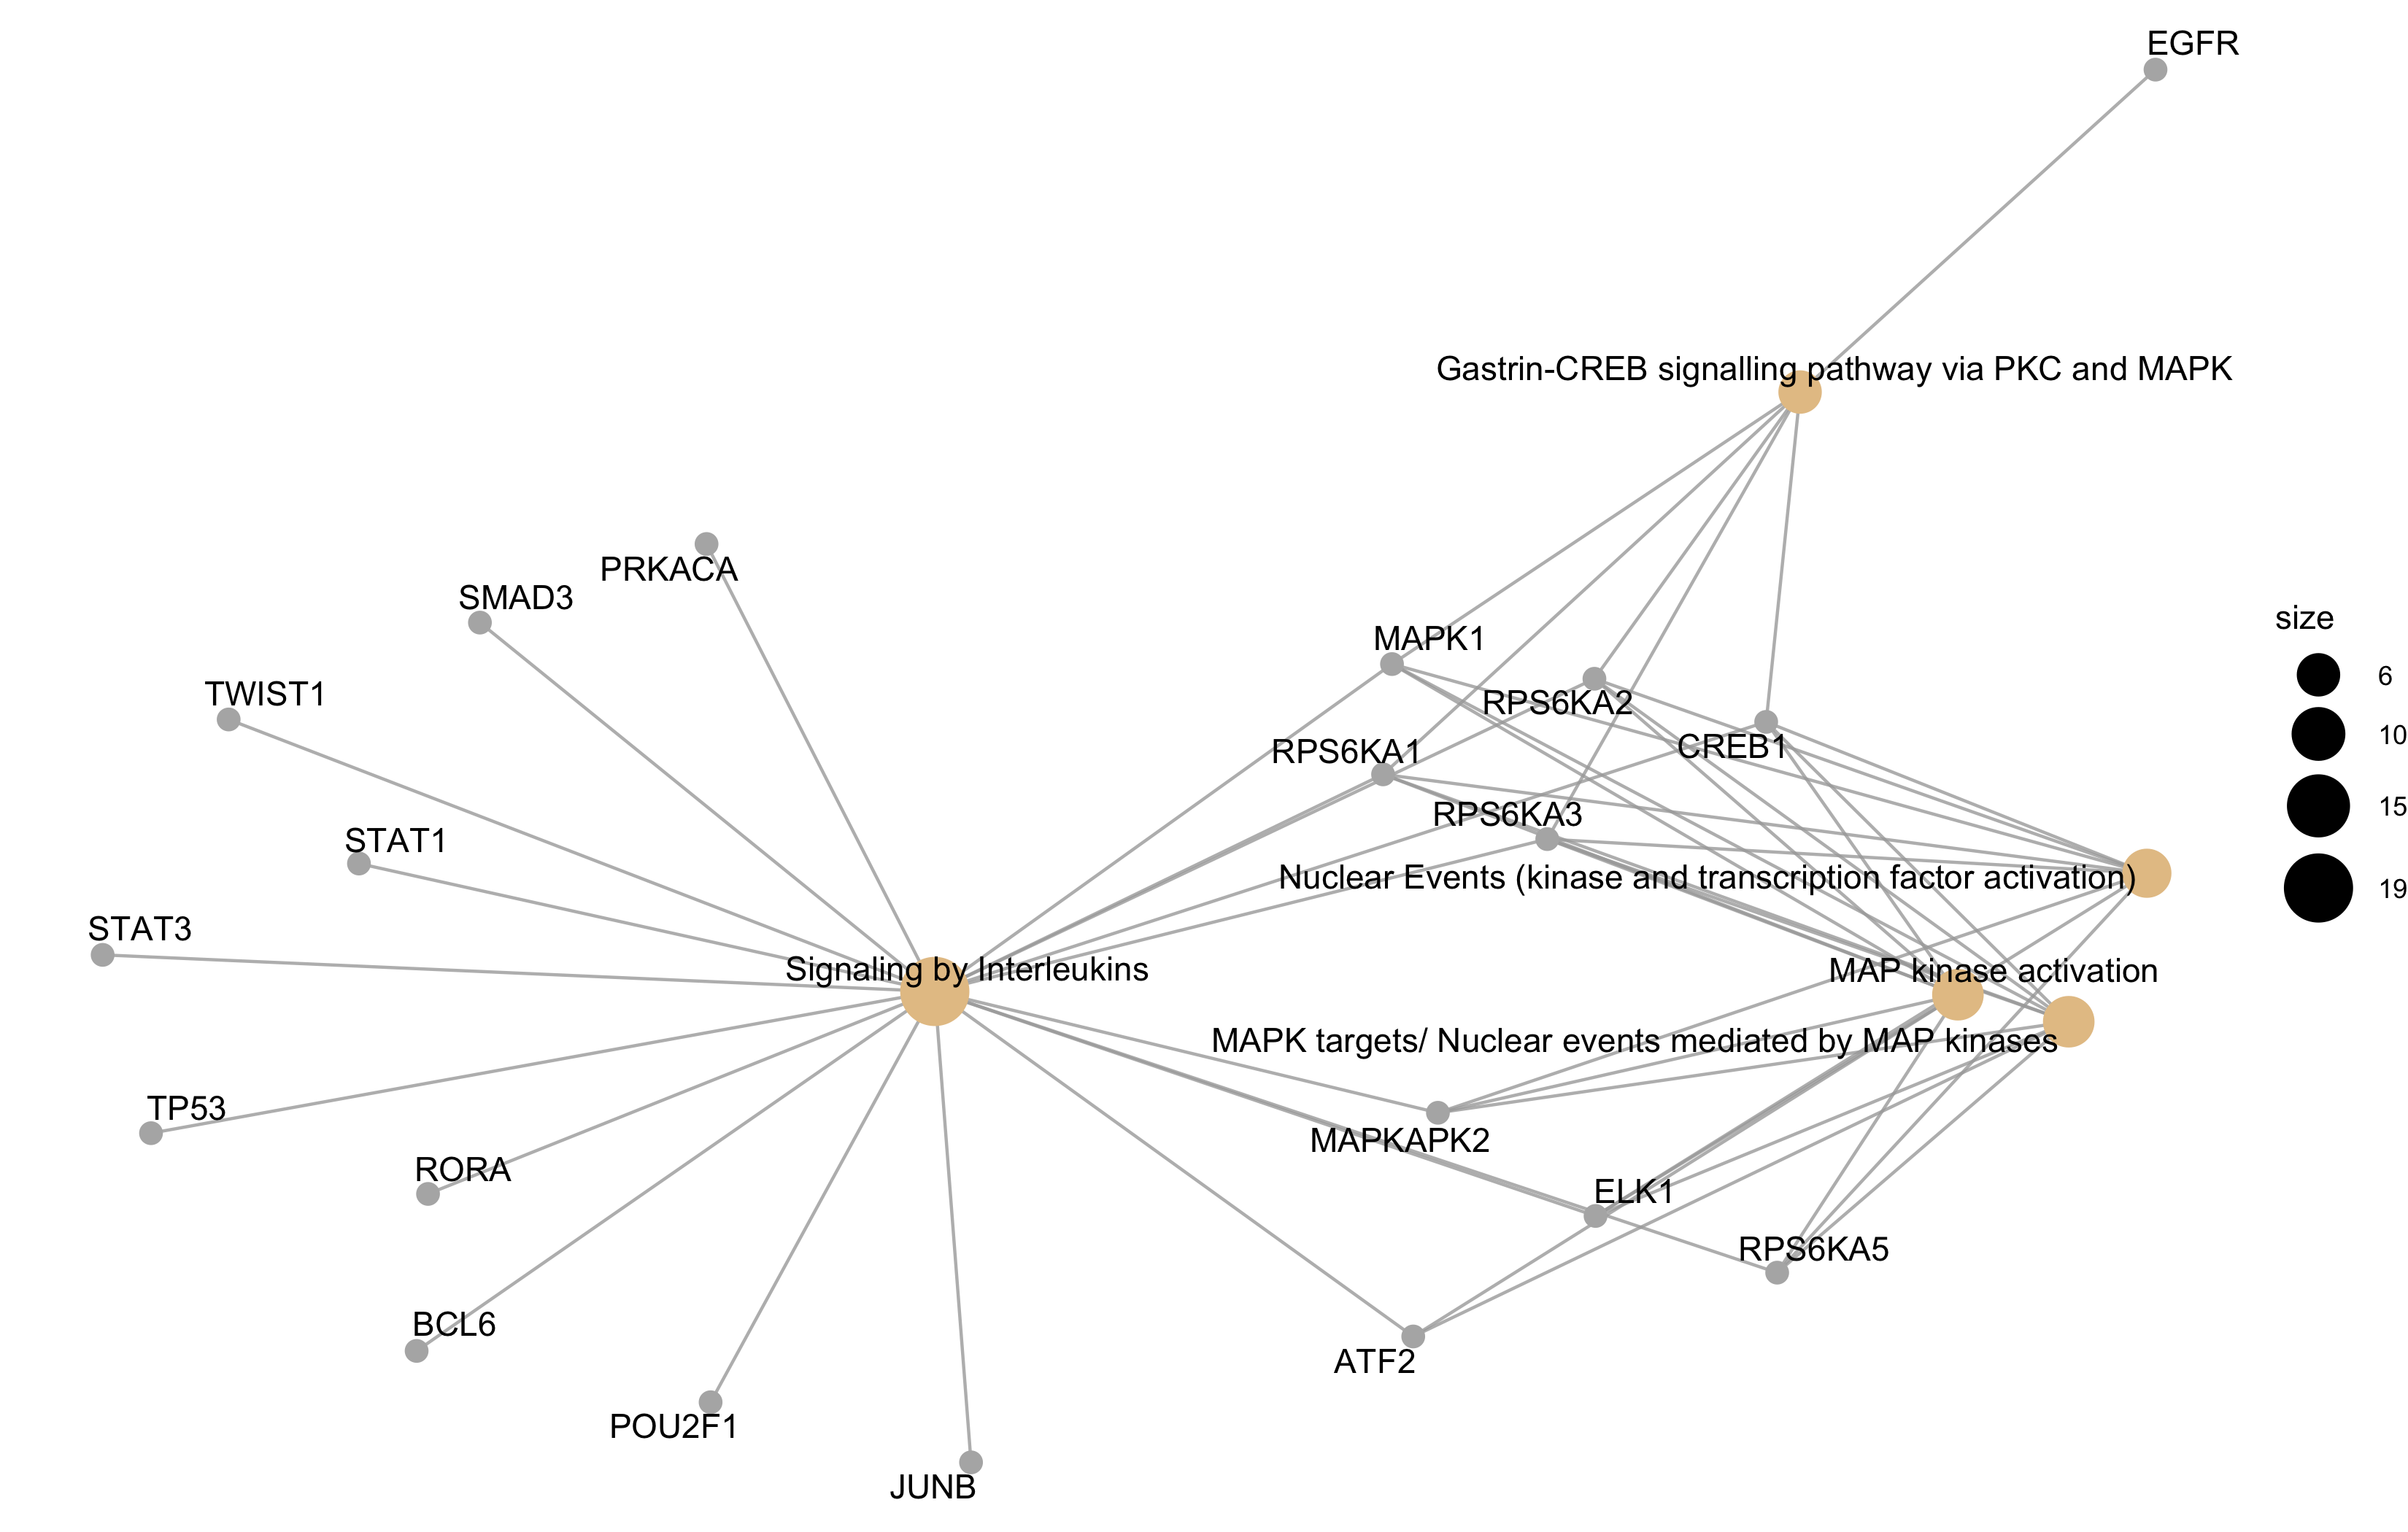 EGFR
Gastrin-CREB signalling pathway via PKC and MAPK
PRKACA
SMAD3
size
MAPK1
6
TWIST1
RPS6KA2
10
RPS6KA1
CREB1
15
RPS6KA3
STAT1
Nuclear Events (kinase and transcription factor activation)
19
STAT3
Signaling by Interleukins
MAP kinase activation
MAPK targets/ Nuclear events mediated by MAP kinases
TP53
MAPKAPK2
RORA
ELK1
RPS6KA5
BCL6
ATF2
POU2F1
JUNB